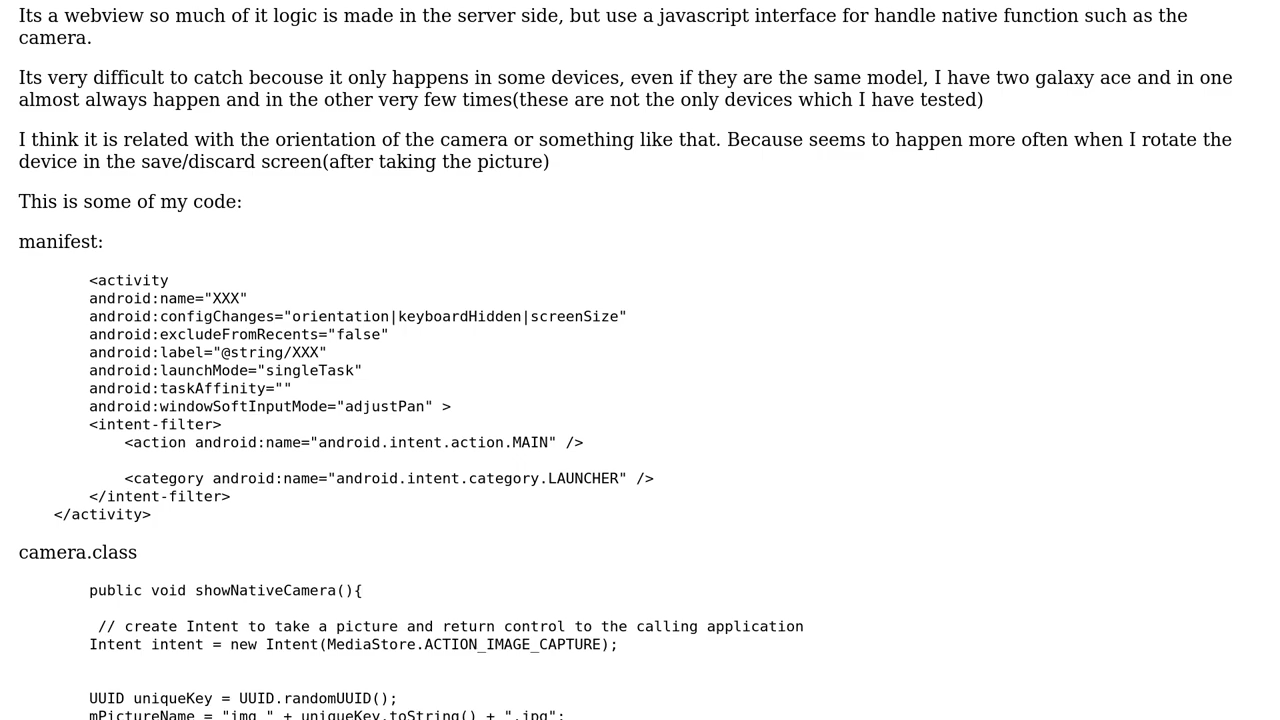 Its a webview so much of it logic is made in the server side, but use a javascript interface for handle native function such as the
camera.
Its very difficult to catch becouse it only happens in some devices, even if they are the same model, I have two galaxy ace and in one
almost always happen and in the other very few times(these are not the only devices which I have tested)
I think it is related with the orientation of the camera or something like that. Because seems to happen more often when I rotate the
device in the save/discard screen(after taking the picture)
This is some of my code:
manifest:
<activity
android:name="XXX"
android:configChanges="orientation|keyboardHidden|screenSize"
android:excludeFromRecents="false"
android:label="@string/XXX"
android:launchMode="singleTask"
android:taskAffinity=""
android:windowSoftInputMode="adjustPan" >
<intent-filter>
<action android:name="android.intent.action.MAIN" />
<category android:name="android.intent.category.LAUNCHER" />
</intent-filter>
</activity>
camera.class
public void showNativeCamera(){
// create Intent to take a picture and return control to the calling application
Intent intent = new Intent(MediaStore.ACTION_IMAGE_CAPTURE);
UUID uniqueKey = UUID.randomUUID();
mPictureName = "img_" + uniqueKey.toString() + ".jpg";